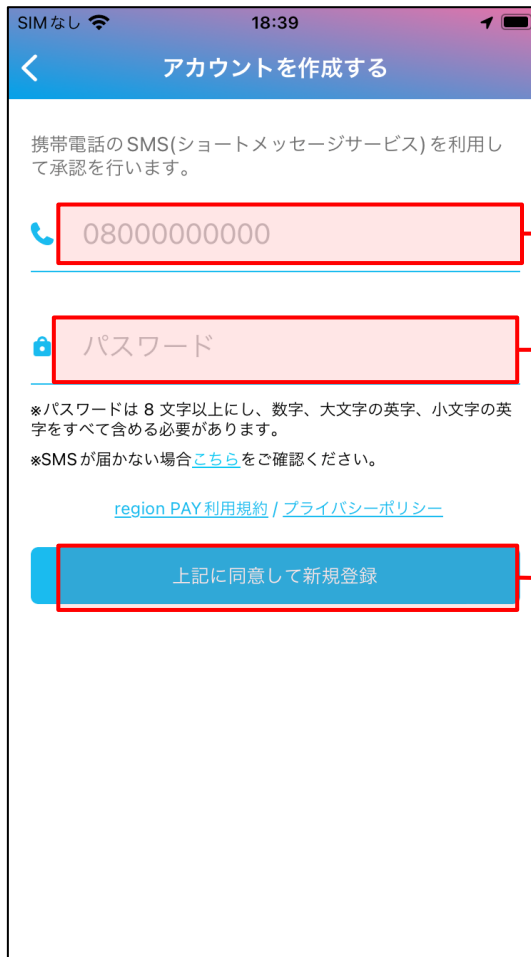 SIMなし 18:39
アカウントを作成する
携帯電話のSMS(ショートメッセージサービス)を利用し
て承認を行います。
08000000000
パスワード
※パスワードは 8 文字以上にし、数字、大文字の英字、小文字の英
字をすべて含める必要があります。
※SMSが届かない場合こちらをご確認ください。
region PAY利用規約 / プライバシーポリシー
上記に同意して新規登録